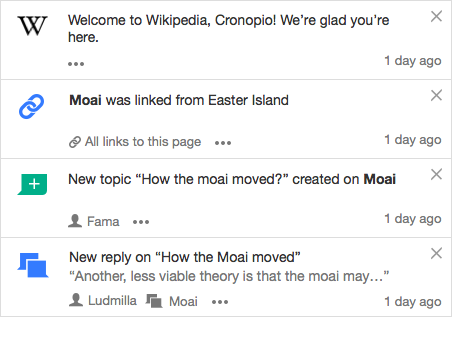 W
Welcome to Wikipedia, Cronopio! We’re glad you're
here.
1 day ago
Moai was linked from Easter Island
All links to this page
1 day ago
New topic “How the moai moved?” created on Moai
Fama
1 day ago
New reply on “How the Moai moved”
“Another, less viable theory is that the moai may…”
Ludmilla Moai
1 day ago